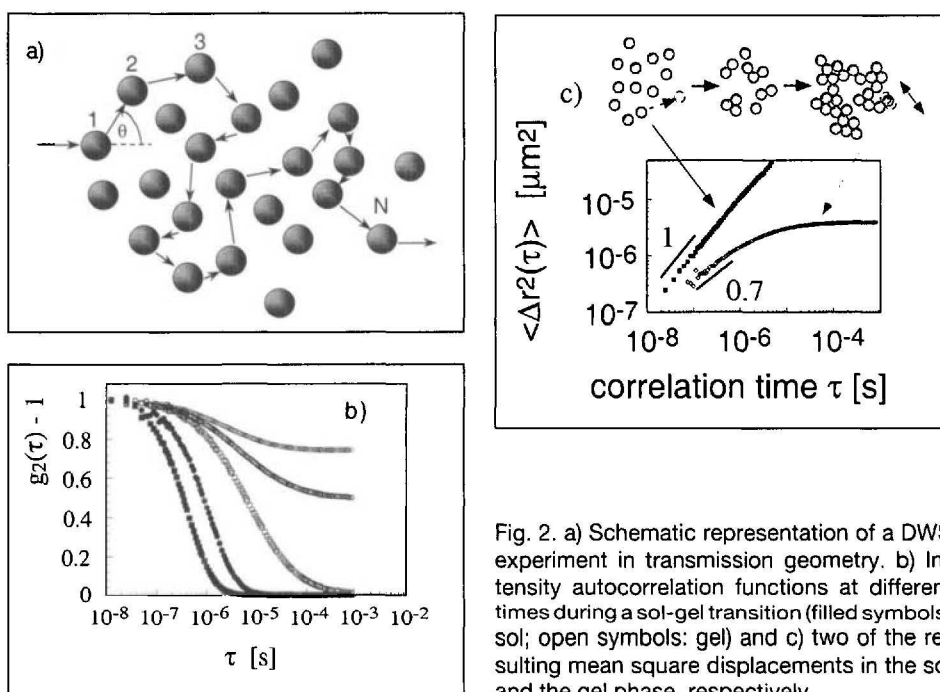 a)
1
2
3
θ
N
c)
<Δr2(τ)> [μm2]
10-5
10-6
10-7
1
0.7
10-8
10-6
10-4
correlation time τ [s]
b)
g2(τ) - 1
1
0.8
0.6
0.4
0.2
0
10-8
10-7
10-6
10-5
10-4
10-3
10-2
τ [s]
Fig. 2. a) Schematic representation of a DWS
experiment in transmission geometry. b) In-
tensity autocorrelation functions at differen
times during a sol-gel transition (filled symbols
sol; open symbols: gel) and c) two of the re
sulting mean square displacements in the so
and the gel phase, respectively